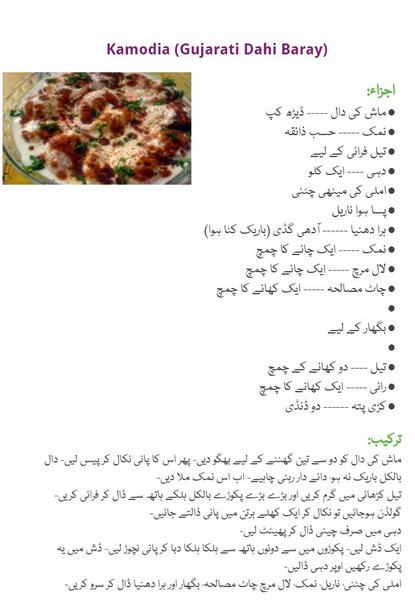 Kamodia (Gujarati Dahi Baray)
اجزاء:
● ماش کی دال ----- ڈیڑھ کپ
● نمک ----- حسب ذائقہ
● تیل فرائی کے لیے
● دہی ---- ایک کلو
● املی کی میٹھی چٹنی
● پسا ہوا ناریل
● ہرا دھنیا ------ آدھی گڈی (باریک کٹا ہوا)
● نمک ----- ایک چائے کا چمچ
● لال مرچ ----- ایک چائے کا چمچ
● چاٹ مصالحہ ----- ایک کھانے کا چمچ
●
● بگھار کے لیے
●
● تیل ---- دو کھانے کے چمچ
● رائی ----- ایک کھانے کا چمچ
● کڑی پتہ ------ دو ڈنڈی
ترکیب:
ماش کی دال کو دو سے تین گھنٹے کے لیے بھگو دیں- پھر اس کا پانی نکال کر پیس لیں- دال
بالکل باریک نہ ہو، دانے دار رہنی چاہیے- اب اس نمک ملا دیں-
تیل کڑھائی میں گرم کریں اور بڑے بڑے پکوڑے بالکل ہلکے ہاتھ سے ڈال کر فرائی کریں-
گولڈن ہوجائیں تو نکال کر ایک کھلے برتن میں پانی ڈالتے جائیں-
دہی میں صرف چینی ڈال کر پھینٹ لیں-
ایک ڈش لیں- پکوڑوں میں سے دونوں ہاتھ سے ہلکا ہلکا دبا کر پانی نچوڑ لیں- ڈش میں یہ
پکوڑے رکھیں اوپر دہی ڈالیں-
املی کی چٹنی، ناریل، نمک، لال مرچ چاٹ مصالحہ، بگھار اور ہرا دھنیا ڈال کر سرو کریں-